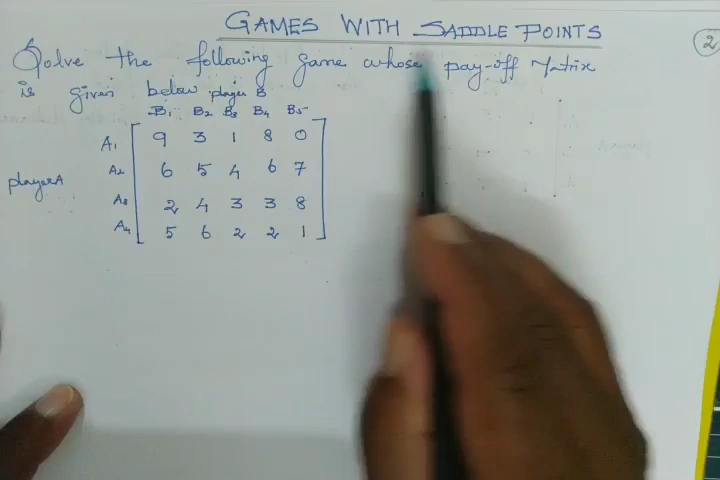 GAMES WITH SADDLE POINTS
2
Solve the following game whose pay-off Matrix
is given below player B
B1 B2 B3 B4 B5
A1 9 3 1 8 0
A2 6 5 4 6 7
player A
A3 2 4 3 3 8
A4 5 6 2 2 1